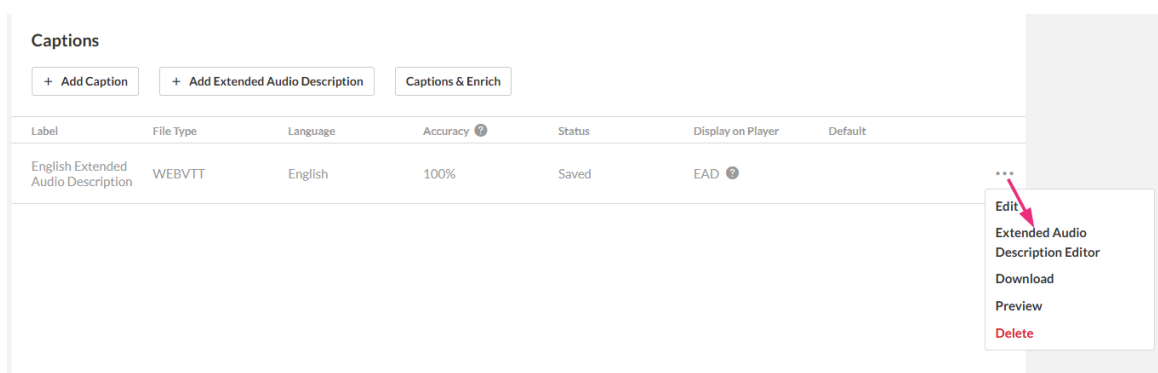 Captions
+ Add Caption
+ Add Extended Audio Description
Captions & Enrich
Label File Type Language Accuracy ? Status Display on Player Default
English Extended
Audio Description
WEBVTT English 100% Saved EAD ? •••
Edit
Extended Audio
Description Editor
Download
Preview
Delete